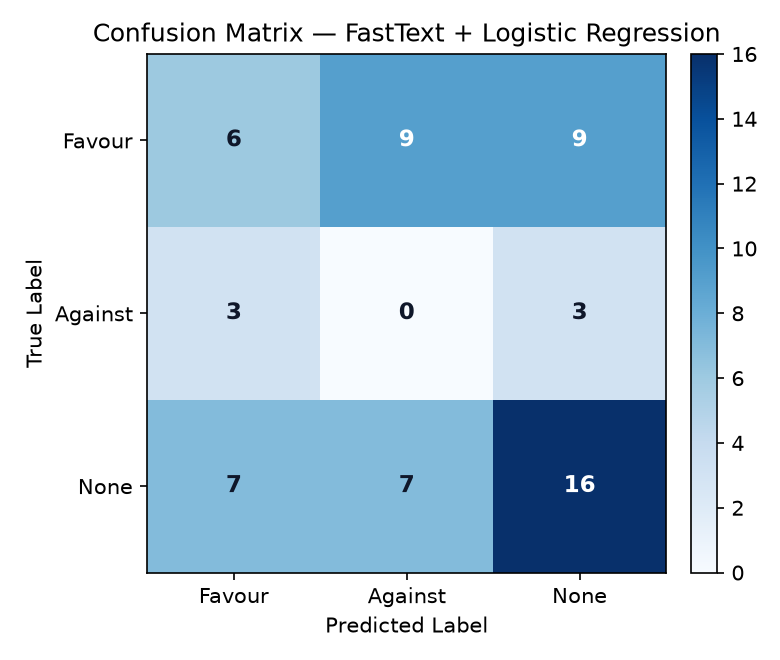 Confusion Matrix — FastText + Logistic Regression
Favour 6 9 9
Against 3 0 3
None 7 7 16
Favour Against None
Predicted Label
True Label
16
14
12
10
8
6
4
2
0